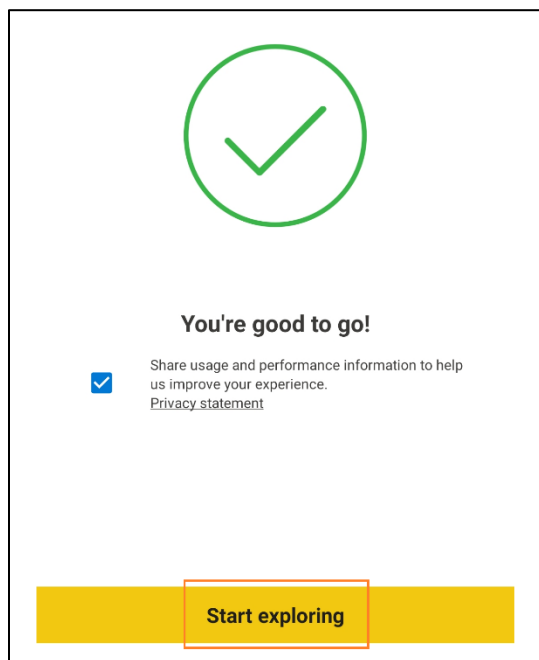 You're good to go!
Share usage and performance information to help
us improve your experience.
Privacy statement
Start exploring